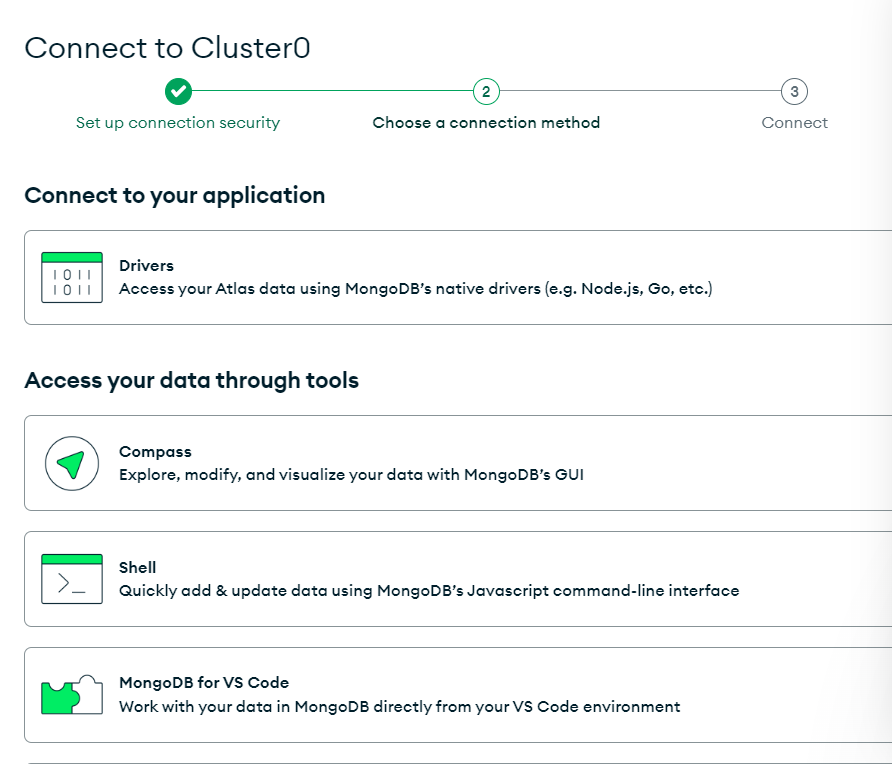 Connect to Cluster0
2
3
Set up connection security
Choose a connection method
Connect
Connect to your application
1011
1011
Drivers
Access your Atlas data using MongoDB's native drivers (e.g. Node.js, Go, etc.)
Access your data through tools
Compass
Explore, modify, and visualize your data with MongoDB's GUI
>_
Shell
Quickly add & update data using MongoDB's Javascript command-line interface
MongoDB for VS Code
Work with your data in MongoDB directly from your VS Code environment